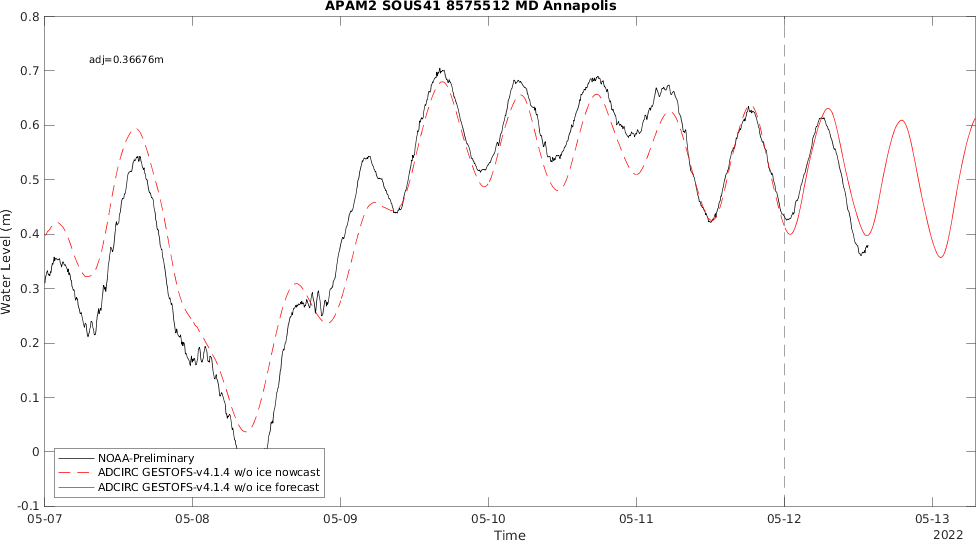 APAM2 SOUS41 8575512 MD Annapolis
adj=0.36676m
0.8
0.7
0.6
0.5
0.4
0.3
0.2
0.1
0
-0.1
Water Level (m)
NOAA-Preliminary
ADCIRC GESTOFS-v4.1.4 w/o ice nowcast
ADCIRC GESTOFS-v4.1.4 w/o ice forecast
05-07 05-08 05-09 05-10 05-11 05-12 05-13
Time
2022